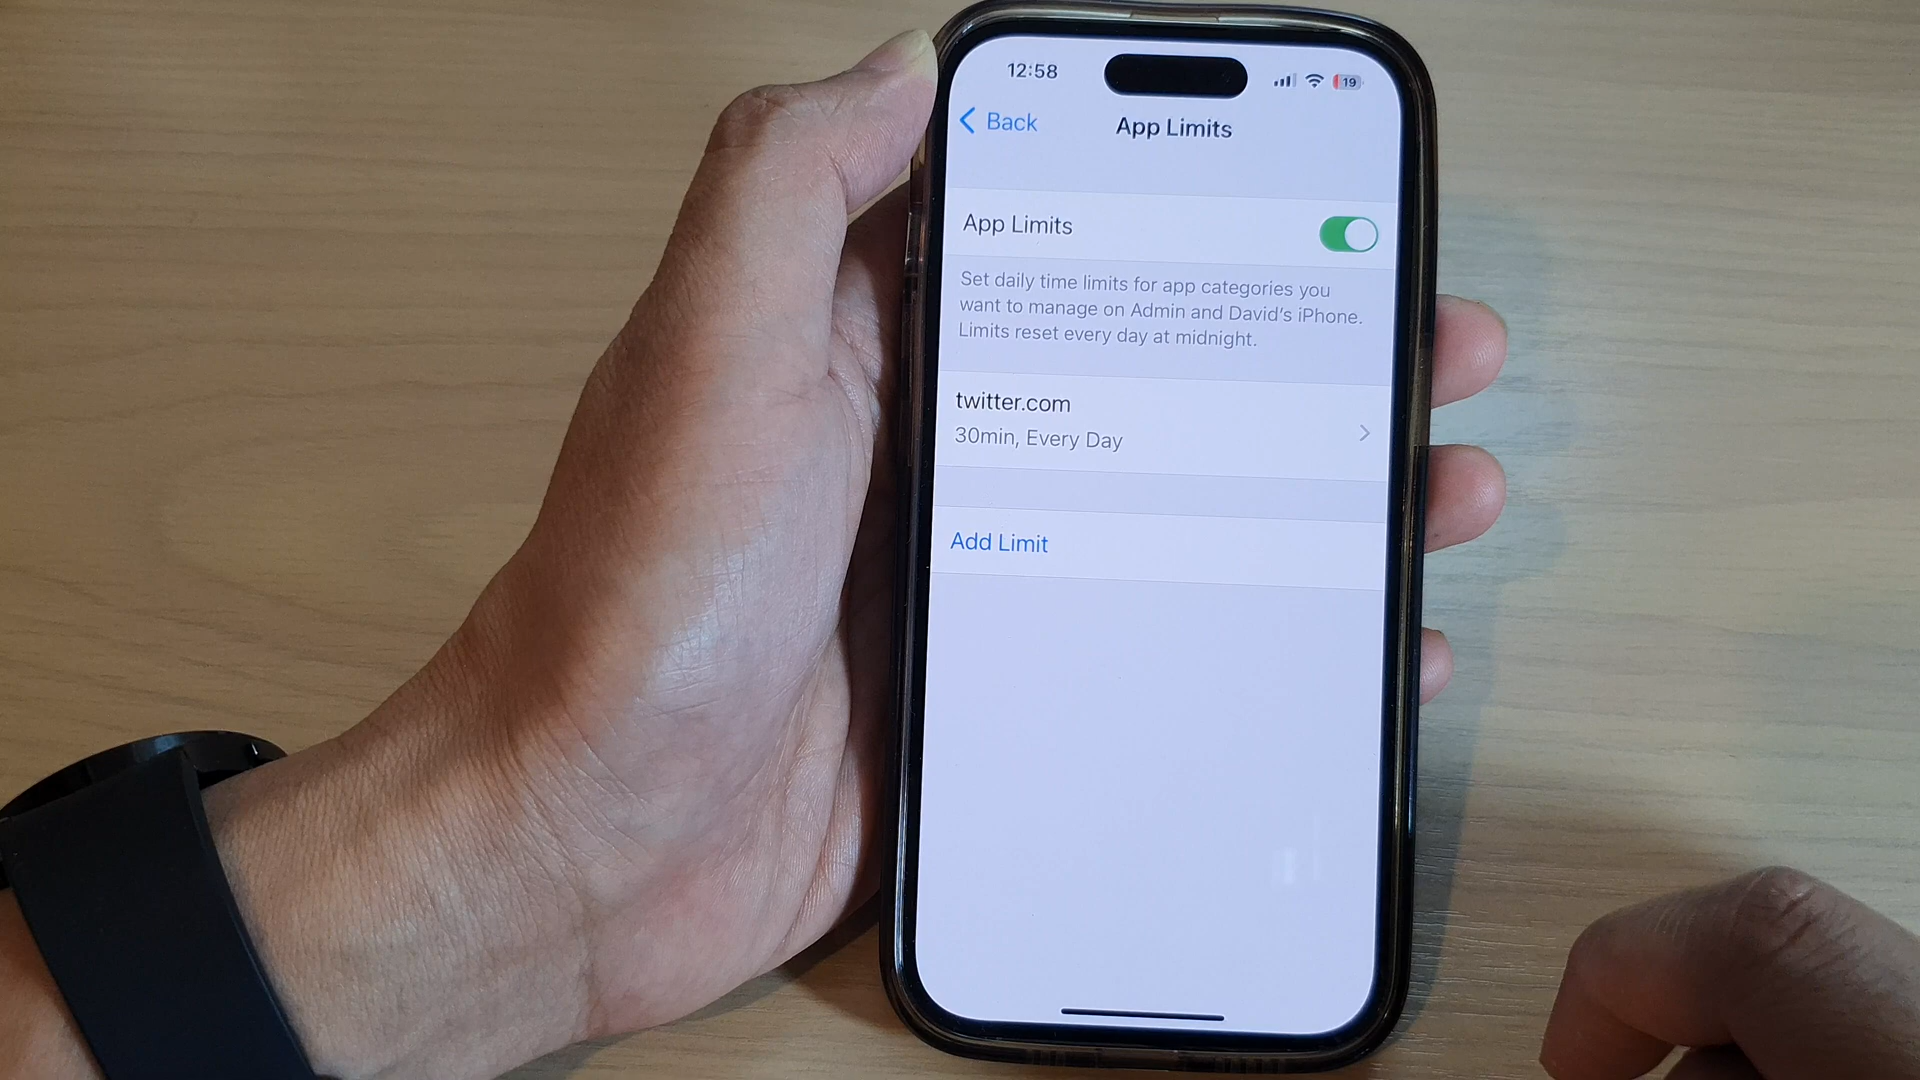 12:58
19
Back
App Limits
App Limits
Set daily time limits for app categories you
want to manage on Admin and David's iPhone.
Limits reset every day at midnight.
twitter.com
30min, Every Day
Add Limit